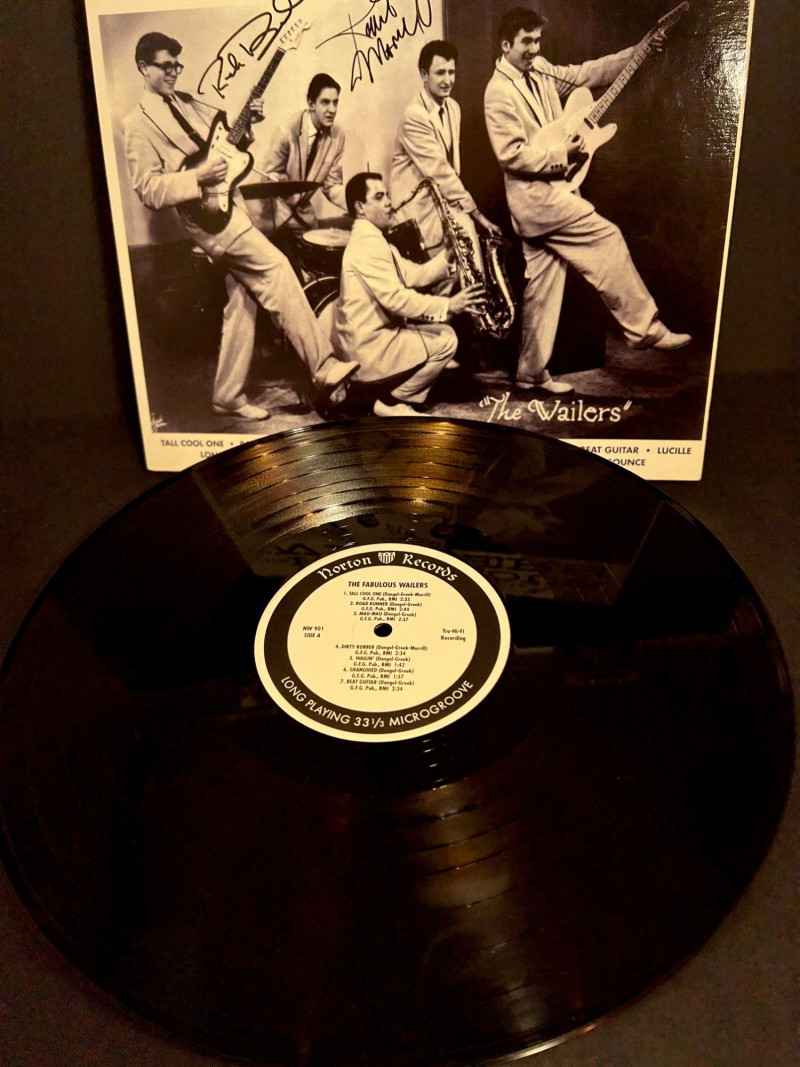 "The Wailers"
TALL COOL ONE •
BEAT GUITAR • LUCILLE
BOUNCE
Norton Records
THE FABULOUS WAILERS
1. TALL COOL ONE (Dangel-Greek-Morrill)
G.F.G. Pub., BMI 2:33
2. ROAD RUNNER (Dangel-Greek)
G.F.G. Pub., BMI 2:44
3. MAU-MAU (Dangel-Greek)
G.F.G. Pub., BMI 2:37
NW 901
SIDE A
Tru-Hi-Fi
Recording
4. DIRTY ROBBER (Dangel-Greek-Morrill)
G.F.G. Pub., BMI 2:34
5. WAILIN' (Dangel-Greek)
G.F.G. Pub., BMI 1:42
6. SHANGHIED (Dangel-Greek)
G.F.G. Pub., BMI 1:57
7. BEAT GUITAR (Dangel-Greek)
G.F.G. Pub., BMI 2:34
LONG PLAYING 33 1/3 MICROGROOVE